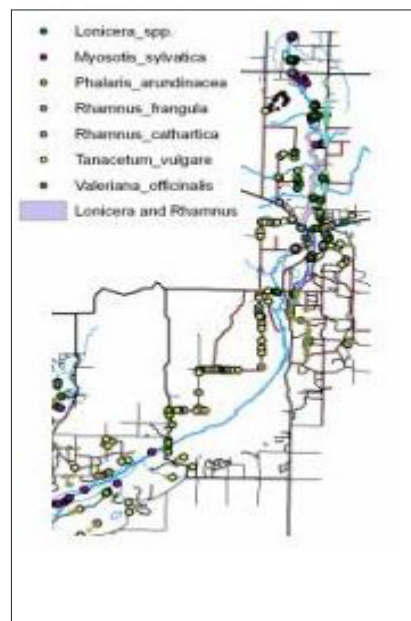 Lonicera_spp.
Myosotis_sylvatica
Phalaris_arundinacea
Rhamnus_frangula
Rhamnus_cathartica
Tanacetum_vulgare
Valeriana_officinalis
Lonicera and Rhamnus